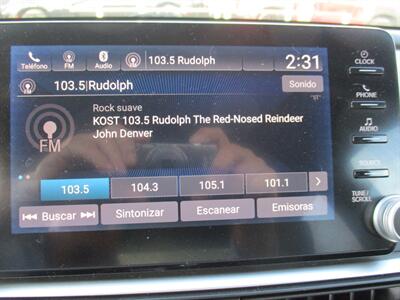 Teléfono FM Audio 103.5 Rudolph 2:31
103.5|Rudolph Sonido
Rock suave
KOST 103.5 Rudolph The Red-Nosed Reindeer
John Denver
FM
103.5 104.3 105.1 101.1
Buscar Sintonizar Escanear Emisoras
CLOCK
PHONE
AUDIO
SOURCE
TUNE/
SCROLL